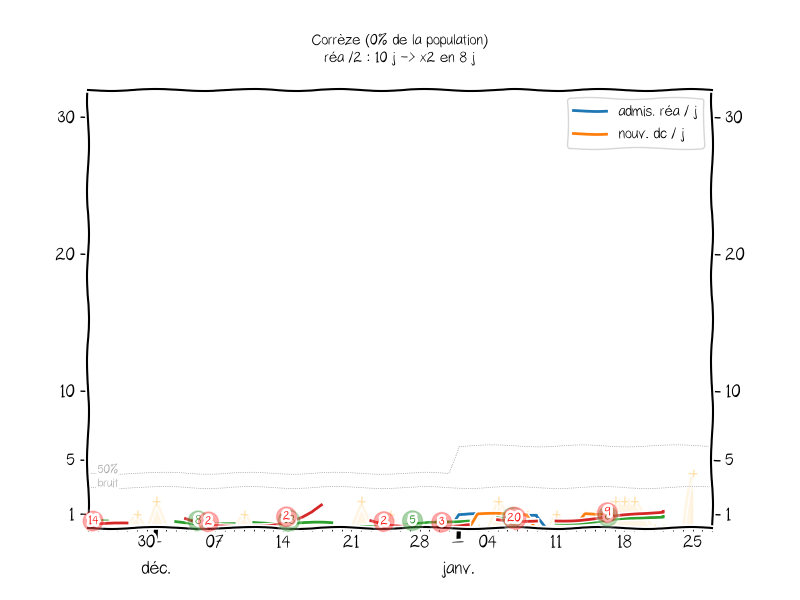 Corrèze (0% de la population)
réa /2 : 10 j -> x2 en 8 j
admis. réa / j
nouv. dc / j
30 30
20 20
10 10
5 5
1 1
50%
bruit
14 8 2 2 2 5 3 20 9
30 07 14 21 28 04 11 18 25
déc. janv.